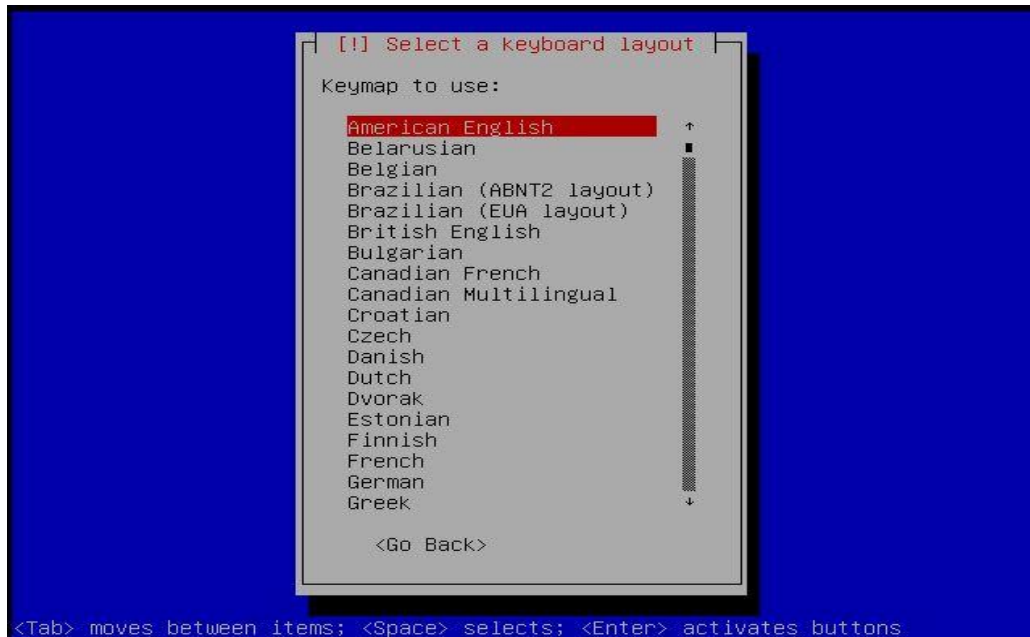 [!] Select a keyboard layout
Keymap to use:
American English
Belarusian
Belgian
Brazilian (ABNT2 layout)
Brazilian (EUA layout)
British English
Bulgarian
Canadian French
Canadian Multilingual
Croatian
Czech
Danish
Dutch
Dvorak
Estonian
Finnish
French
German
Greek
<Go Back>
<Tab> moves between items; <Space> selects; <Enter> activates buttons